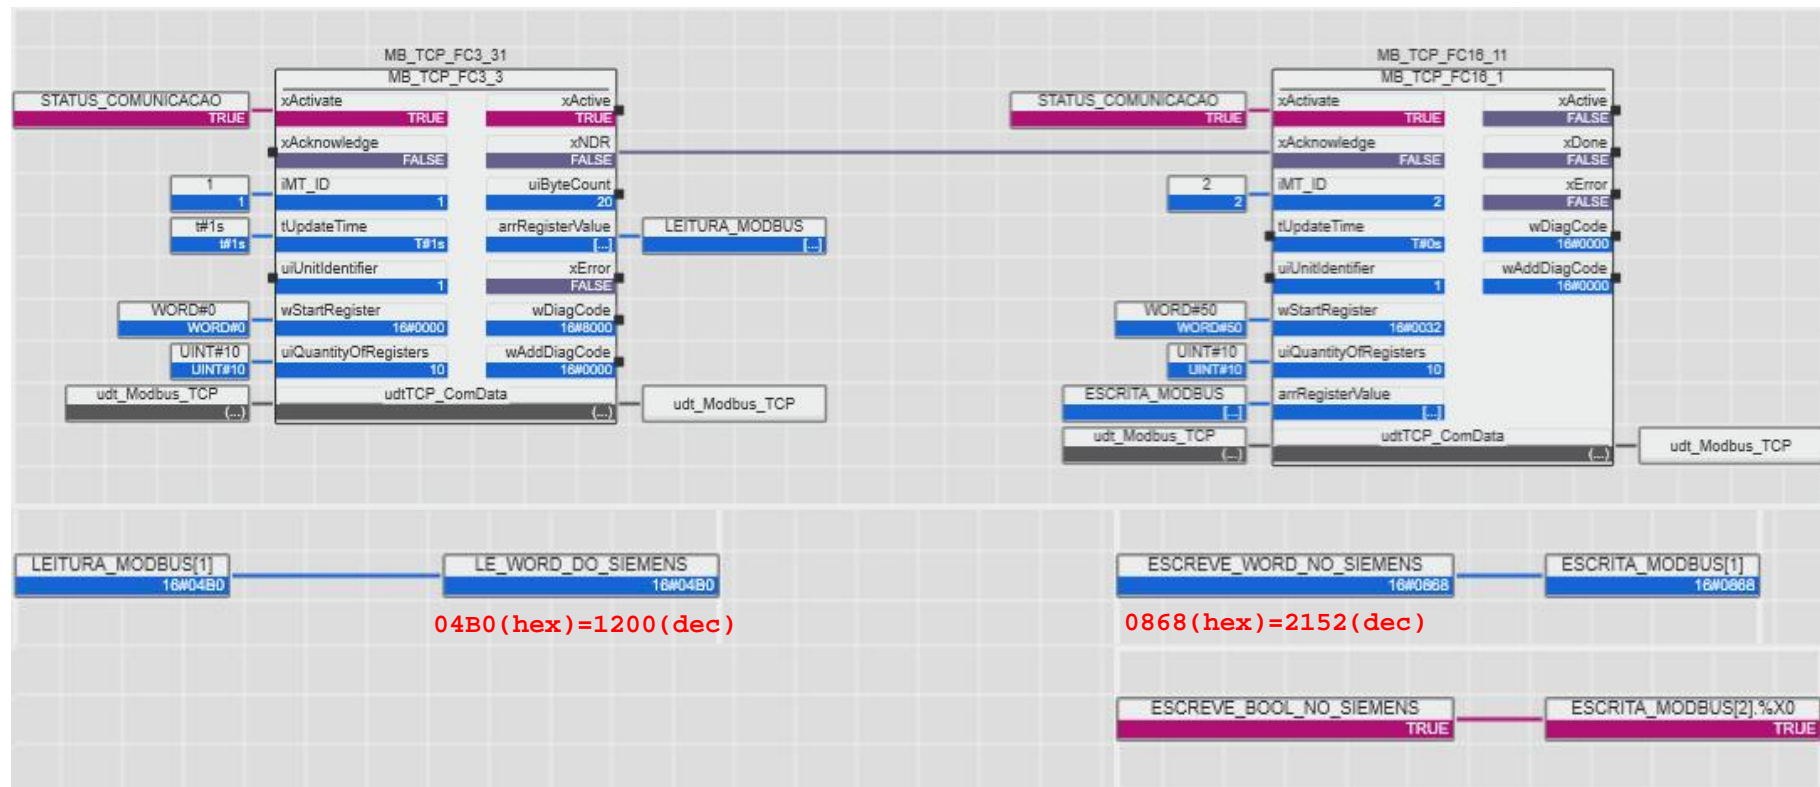 MB_TCP_FC3_31
MB_TCP_FC3_3
STATUS_COMUNICACAO
TRUE
xActivate
TRUE
xActive
TRUE
xAcknowledge
FALSE
xNDR
FALSE
1
1
iMT_ID
1
uiByteCount
20
t#1s
t#1s
tUpdateTime
T#1s
arrRegisterValue
[...]
LEITURA_MODBUS
[...]
uiUnitIdentifier
1
xError
FALSE
WORD#0
WORD#0
wStartRegister
16#0000
wDiagCode
16#8000
UINT#10
UINT#10
uiQuantityOfRegisters
10
wAddDiagCode
16#0000
udt_Modbus_TCP
(...)
udtTCP_ComData
(...)
udt_Modbus_TCP
MB_TCP_FC16_11
MB_TCP_FC16_1
STATUS_COMUNICACAO
TRUE
xActivate
TRUE
xActive
FALSE
xAcknowledge
FALSE
xDone
FALSE
2
2
iMT_ID
2
xError
FALSE
tUpdateTime
T#0s
wDiagCode
16#0000
uiUnitIdentifier
1
wAddDiagCode
16#0000
WORD#50
WORD#50
wStartRegister
16#0032
UINT#10
UINT#10
uiQuantityOfRegisters
10
ESCRITA_MODBUS
[...]
arrRegisterValue
[...]
udt_Modbus_TCP
(...)
udtTCP_ComData
(...)
udt_Modbus_TCP
LEITURA_MODBUS[1]
16#04B0
LE_WORD_DO_SIEMENS
16#04B0
04B0(hex)=1200(dec)
ESCREVE_WORD_NO_SIEMENS
16#0868
ESCRITA_MODBUS[1]
16#0868
0868(hex)=2152(dec)
ESCREVE_BOOL_NO_SIEMENS
TRUE
ESCRITA_MODBUS[2].%X0
TRUE